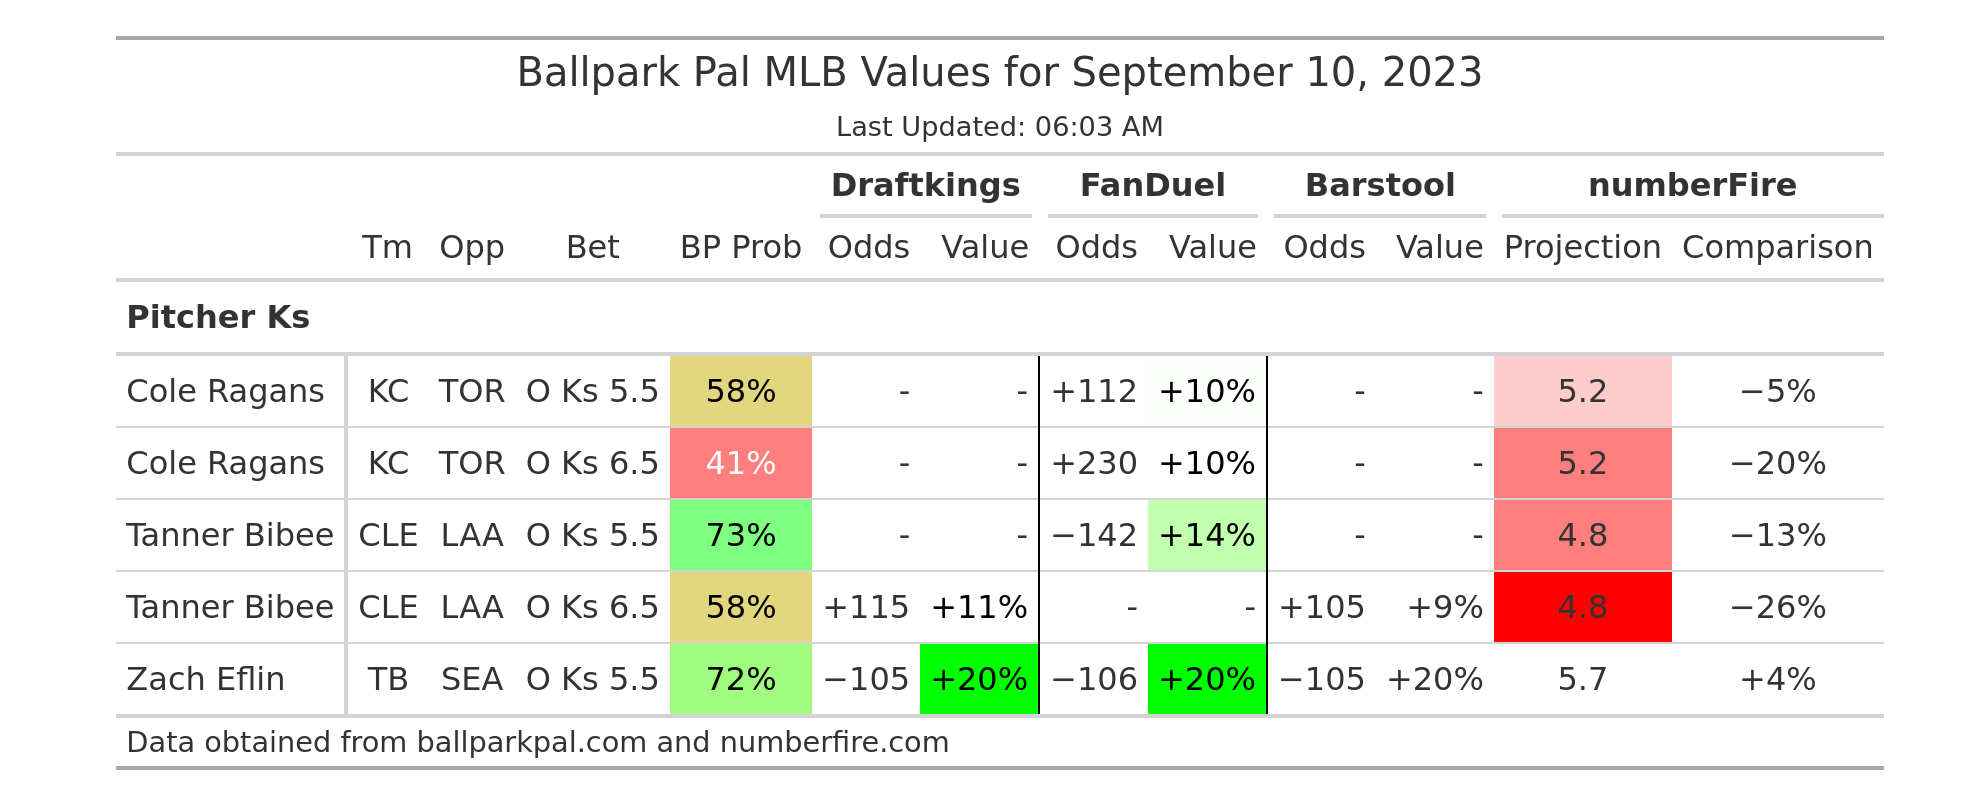 Ballpark Pal MLB Values for September 10, 2023
Last Updated: 06:03 AM
Draftkings FanDuel Barstool numberFire
Tm Opp Bet BP Prob Odds Value Odds Value Odds Value Projection Comparison
Pitcher Ks
Cole Ragans KC TOR O Ks 5.5 58% - - +112 +10% - - 5.2 −5%
Cole Ragans KC TOR O Ks 6.5 41% - - +230 +10% - - 5.2 −20%
Tanner Bibee CLE LAA O Ks 5.5 73% - - −142 +14% - - 4.8 −13%
Tanner Bibee CLE LAA O Ks 6.5 58% +115 +11% - - +105 +9% 4.8 −26%
Zach Eflin TB SEA O Ks 5.5 72% −105 +20% −106 +20% −105 +20% 5.7 +4%
Data obtained from ballparkpal.com and numberfire.com